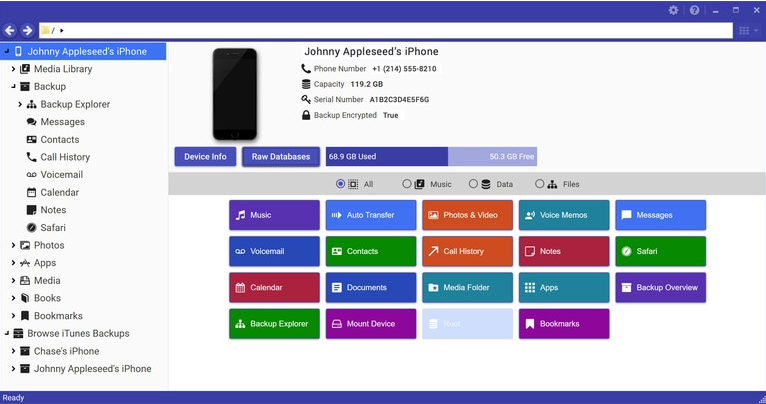 /
Johnny Appleseed's iPhone
Media Library
Backup
Backup Explorer
Messages
Contacts
Call History
Voicemail
Calendar
Notes
Safari
Photos
Apps
Media
Books
Bookmarks
Browse iTunes Backups
Chase's iPhone
Johnny Appleseed's iPhone
Johnny Appleseed's iPhone
Phone Number +1 (214) 555-8210
Capacity 119.2 GB
Serial Number A1B2C3D4E5F6G
Backup Encrypted True
Device Info Raw Databases 68.9 GB Used 50.3 GB Free
All Music Data Files
Music Auto Transfer Photos & Video Voice Memos Messages
Voicemail Contacts Call History Notes Safari
Calendar Documents Media Folder Apps Backup Overview
Backup Explorer Mount Device Root Bookmarks
Ready